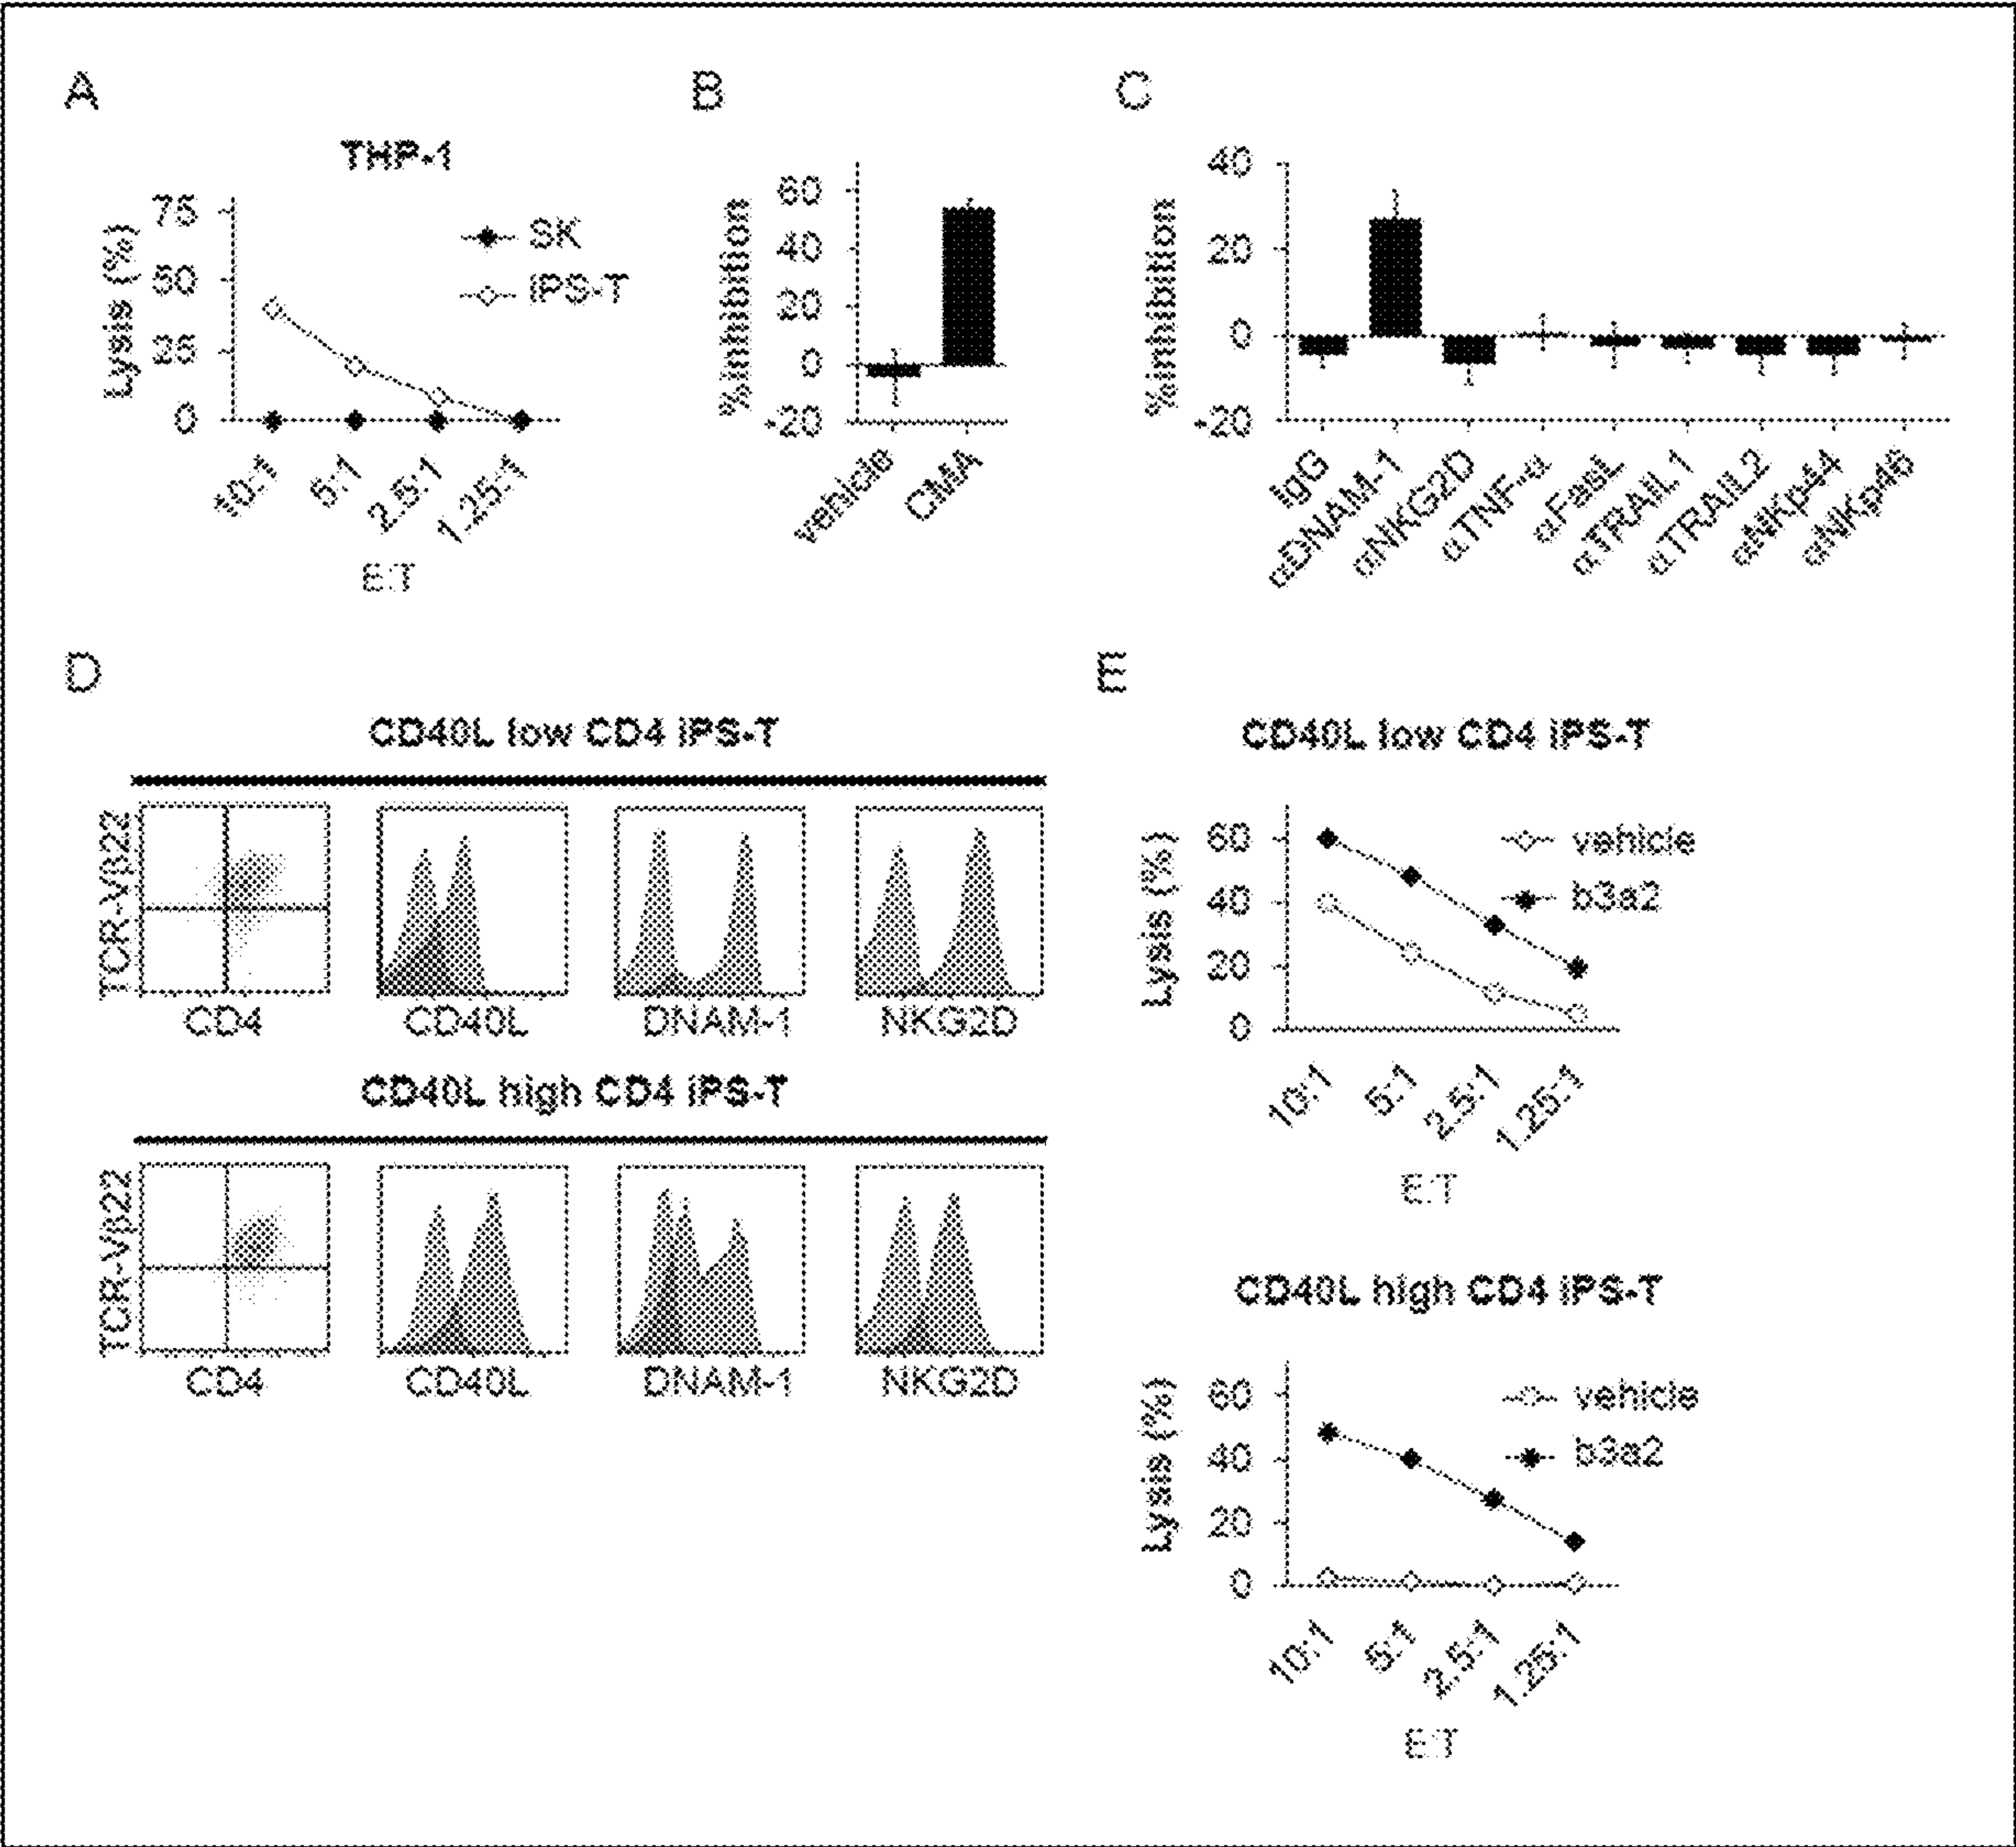 A
THP-1
Lysis (%)
75
50
25
0
SK
iPS-T
10:1
5:1
2.5:1
1.25:1
E:T
B
%inhibition
60
40
20
0
-20
vehicle
CMA
C
%inhibition
40
20
0
-20
IgG
αDNAM-1
αNKG2D
αTNF-α
αFasL
αTRAIL1
αTRAIL2
αNKp44
αNKp46
D
CD40L low CD4 iPS-T
TCR-Vβ22
CD4
CD40L
DNAM-1
NKG2D
CD40L high CD4 iPS-T
TCR-Vβ22
CD4
CD40L
DNAM-1
NKG2D
E
CD40L low CD4 iPS-T
Lysis (%)
60
40
20
0
vehicle
b3a2
10:1
5:1
2.5:1
1.25:1
E:T
CD40L high CD4 iPS-T
Lysis (%)
60
40
20
0
vehicle
b3a2
10:1
5:1
2.5:1
1.25:1
E:T